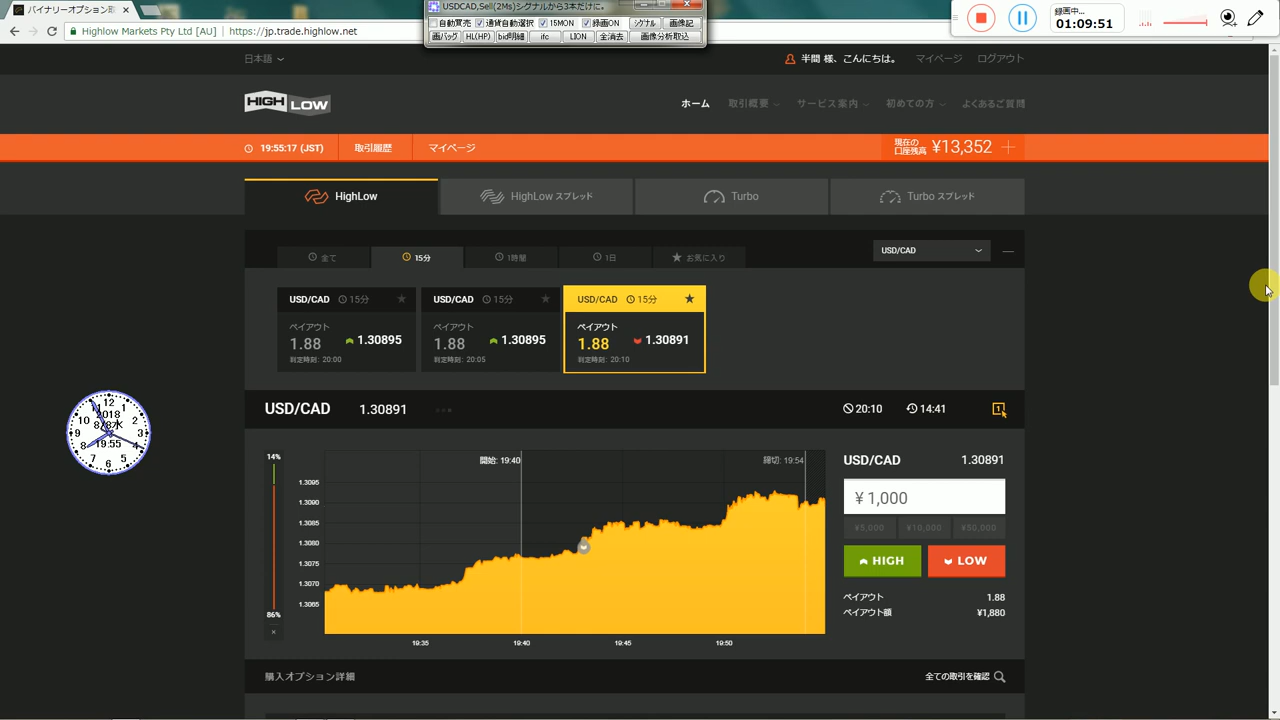 USDCAD,Sell(2Ms)シグナルから3本だけに。
バイナリーオプション取
自動買売 通貨自動選択 15MON 録画ON シグナル 画像記
画バッグ HL(HP) bid明細 ifc LION 全消去 画像分析取込
録画中...
01:09:51
Highlow Markets Pty Ltd [AU] https://jp.trade.highlow.net
日本語
半間 様、こんにちは。 マイページ ログアウト
HIGH LOW
ホーム 取引概要 サービス案内 初めての方 よくあるご質問
19:55:17 (JST) 取引履歴 マイページ
現在の
口座残高 ¥13,352
HighLow HighLow スプレッド Turbo Turbo スプレッド
全て 15分 1時間 1日 お気に入り USD/CAD
USD/CAD 15分 USD/CAD 15分 USD/CAD 15分
ペイアウト ペイアウト ペイアウト
1.88 1.30895 1.88 1.30895 1.88 1.30891
判定時刻: 20:00 判定時刻: 20:05 判定時刻: 20:10
USD/CAD 1.30891 20:10 14:41 1
14%
開始: 19:40 締切: 19:54
USD/CAD 1.30891
1.3095
1.3090
1.3085
1.3080
1.3075
1.3070
1.3065
86%
19:35 19:40 19:45 19:50
¥ 1,000
¥5,000 ¥10,000 ¥50,000
HIGH LOW
ペイアウト 1.88
ペイアウト額 ¥1,880
購入オプション詳細 全ての取引を確認
12
1
2
3
4
5
6
7
8
9
10
2018
19:55